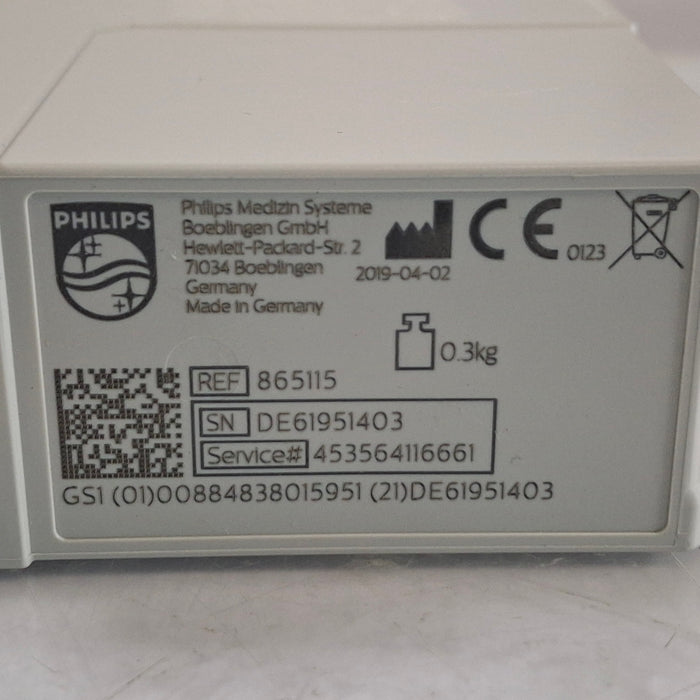 PHILIPS
Philips Medizin Systeme
Boeblingen GmbH
Hewlett-Packard-Str. 2
71034 Boeblingen
Germany
Made in Germany
2019-04-02
CE 0123
0.3kg
REF 865115
SN DE61951403
Service# 453564116661
GS1 (01)00884838015951 (21)DE61951403